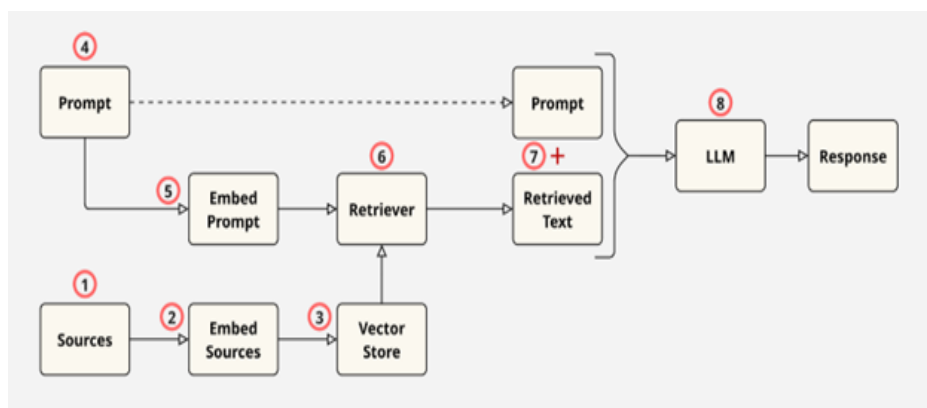 4
Prompt
Prompt
8
LLM
Response
5
Embed
Prompt
6
Retriever
7 +
Retrieved
Text
1
Sources
2
Embed
Sources
3
Vector
Store